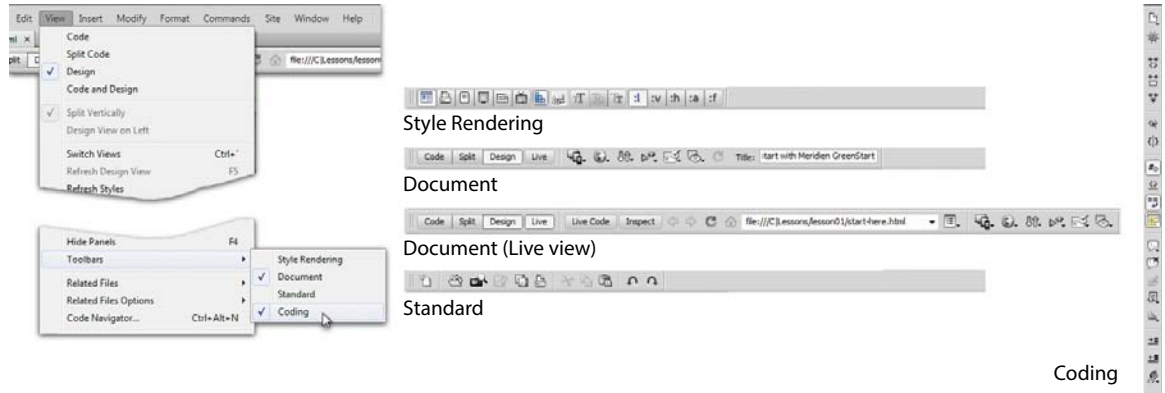 Edit View Insert Modify Format Commands Site Window Help
Code
Split Code
Design
Code and Design
Split Vertically
Design View on Left
Switch Views Ctrl+`
Refresh Design View F5
Refresh Styles
Hide Panels F4
Toolbars
Related Files
Related Files Options
Code Navigator... Ctrl+Alt+N
Style Rendering
Document
Standard
Coding
file:///C|Lessons/lesson
Style Rendering
Code Split Design Live Title: start with Meridien GreenStart
Document
Code Split Design Live Live Code Inspect file:///C|Lessons/lesson01/start-here.html
Document (Live view)
Standard
Coding